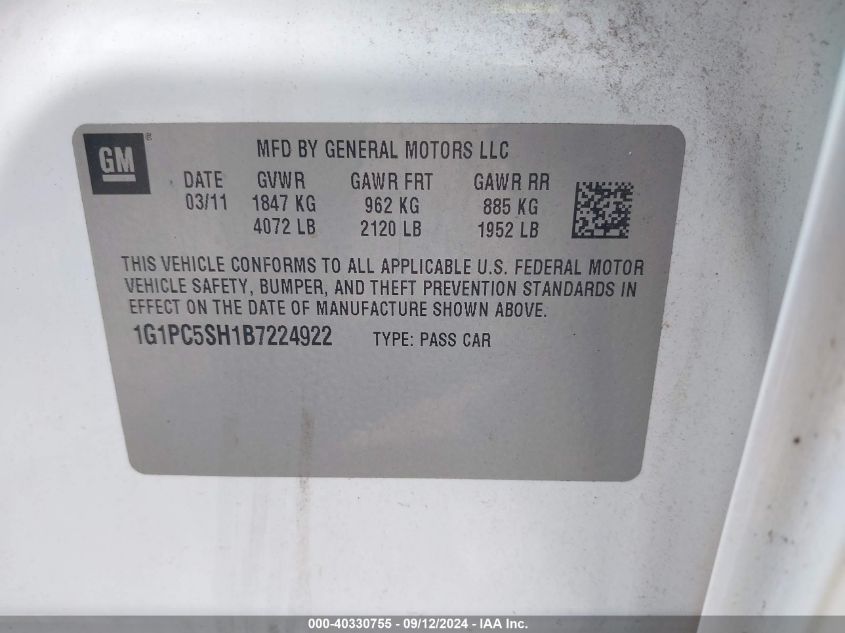 GM
MFD BY GENERAL MOTORS LLC
DATE GVWR GAWR FRT GAWR RR
03/11 1847 KG 962 KG 885 KG
4072 LB 2120 LB 1952 LB
THIS VEHICLE CONFORMS TO ALL APPLICABLE U.S. FEDERAL MOTOR
VEHICLE SAFETY, BUMPER, AND THEFT PREVENTION STANDARDS IN
EFFECT ON THE DATE OF MANUFACTURE SHOWN ABOVE.
1G1PC5SH1B7224922 TYPE: PASS CAR
000-40330755 - 09/12/2024 - IAA Inc.